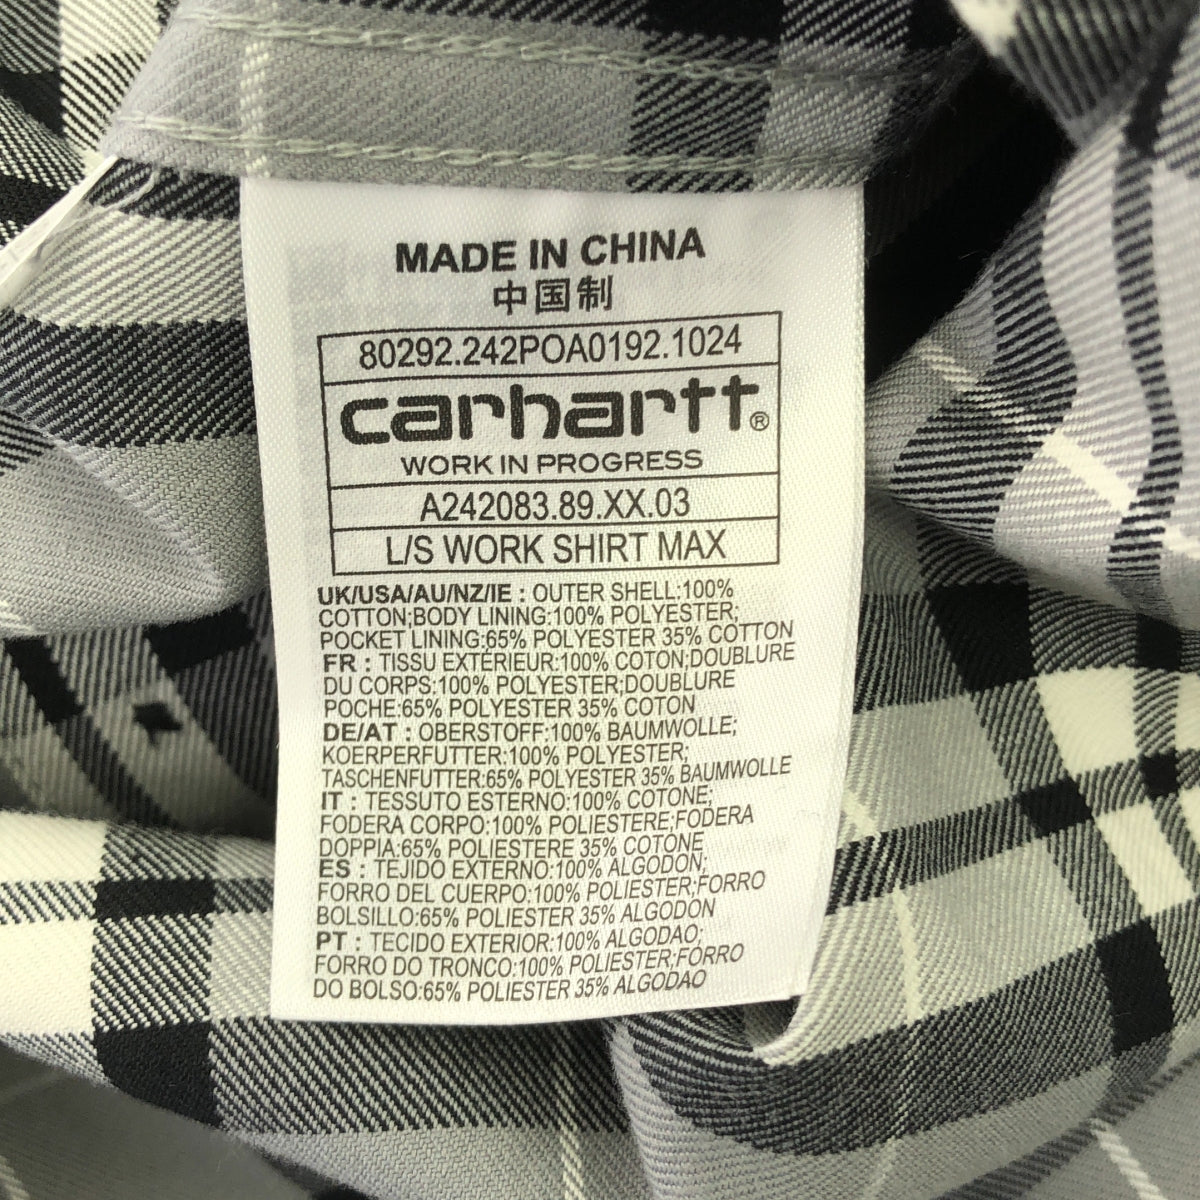 MADE IN CHINA
中国制
80292.242POA0192.1024
carhartt®
WORK IN PROGRESS
A242083.89.XX.03
L/S WORK SHIRT MAX
UK/USA/AU/NZ/IE : OUTER SHELL:100%
COTTON;BODY LINING:100% POLYESTER;
POCKET LINING:65% POLYESTER 35% COTTON
FR : TISSU EXTÉRIEUR:100% COTON;DOUBLURE
DU CORPS:100% POLYESTER;DOUBLURE
POCHE:65% POLYESTER 35% COTON
DE/AT : OBERSTOFF:100% BAUMWOLLE;
KOERPERFUTTER:100% POLYESTER;
TASCHENFUTTER:65% POLYESTER 35% BAUMWOLLE
IT : TESSUTO ESTERNO:100% COTONE;
FODERA CORPO:100% POLIESTERE;FODERA
DOPPIA:65% POLIESTERE 35% COTONE
ES : TEJIDO EXTERNO:100% ALGODON;
FORRO DEL CUERPO:100% POLIESTER;FORRO
BOLSILLO:65% POLIESTER 35% ALGODON
PT : TECIDO EXTERIOR:100% ALGODAO;
FORRO DO TRONCO:100% POLIESTER;FORRO
DO BOLSO:65% POLIESTER 35% ALGODAO